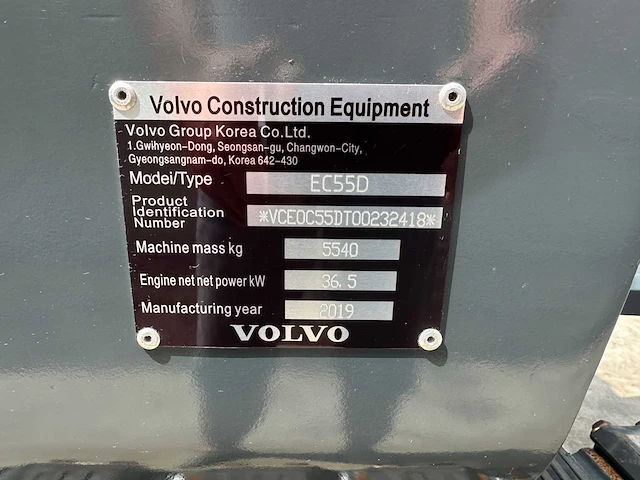 Volvo Construction Equipment
Volvo Group Korea Co.Ltd.
1.Gwihyeon-Dong, Seongsan-gu, Changwon-City,
Gyeongsangnam-do, Korea 642-430
Model/Type EC55D
Product
Identification
Number *VCE0C55DT00232418*
Machine mass kg 5540
Engine net net power kW 36.5
Manufacturing year 2019
VOLVO